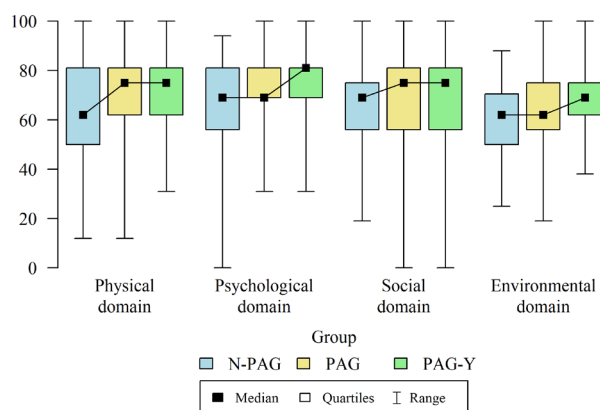 100
80
60
40
20
0
Physical domain
Psychological domain
Social domain
Environmental domain
Group
N-PAG PAG PAG-Y
Median Quartiles Range